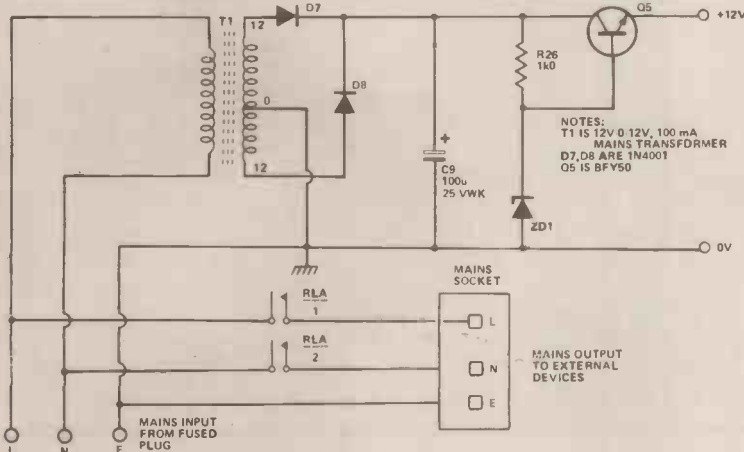 T1
12
D7
Q5
+12V
R26
1k0
0
D8
NOTES:
T1 IS 12V-0-12V, 100 mA
MAINS TRANSFORMER
D7,D8 ARE 1N4001
Q5 IS BFY50
+
C9
100u
25 VWK
12
ZD1
0V
MAINS
SOCKET
RLA
1
L
RLA
2
N
MAINS OUTPUT
TO EXTERNAL
DEVICES
E
MAINS INPUT
FROM FUSED
PLUG